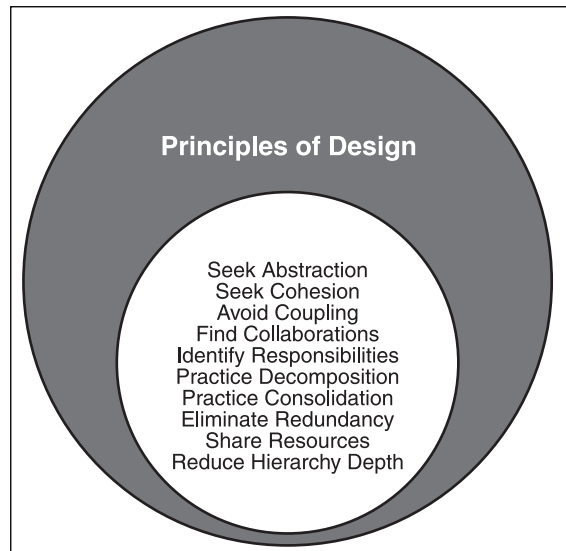 Principles of Design
Seek Abstraction
Seek Cohesion
Avoid Coupling
Find Collaborations
Identify Responsibilities
Practice Decomposition
Practice Consolidation
Eliminate Redundancy
Share Resources
Reduce Hierarchy Depth